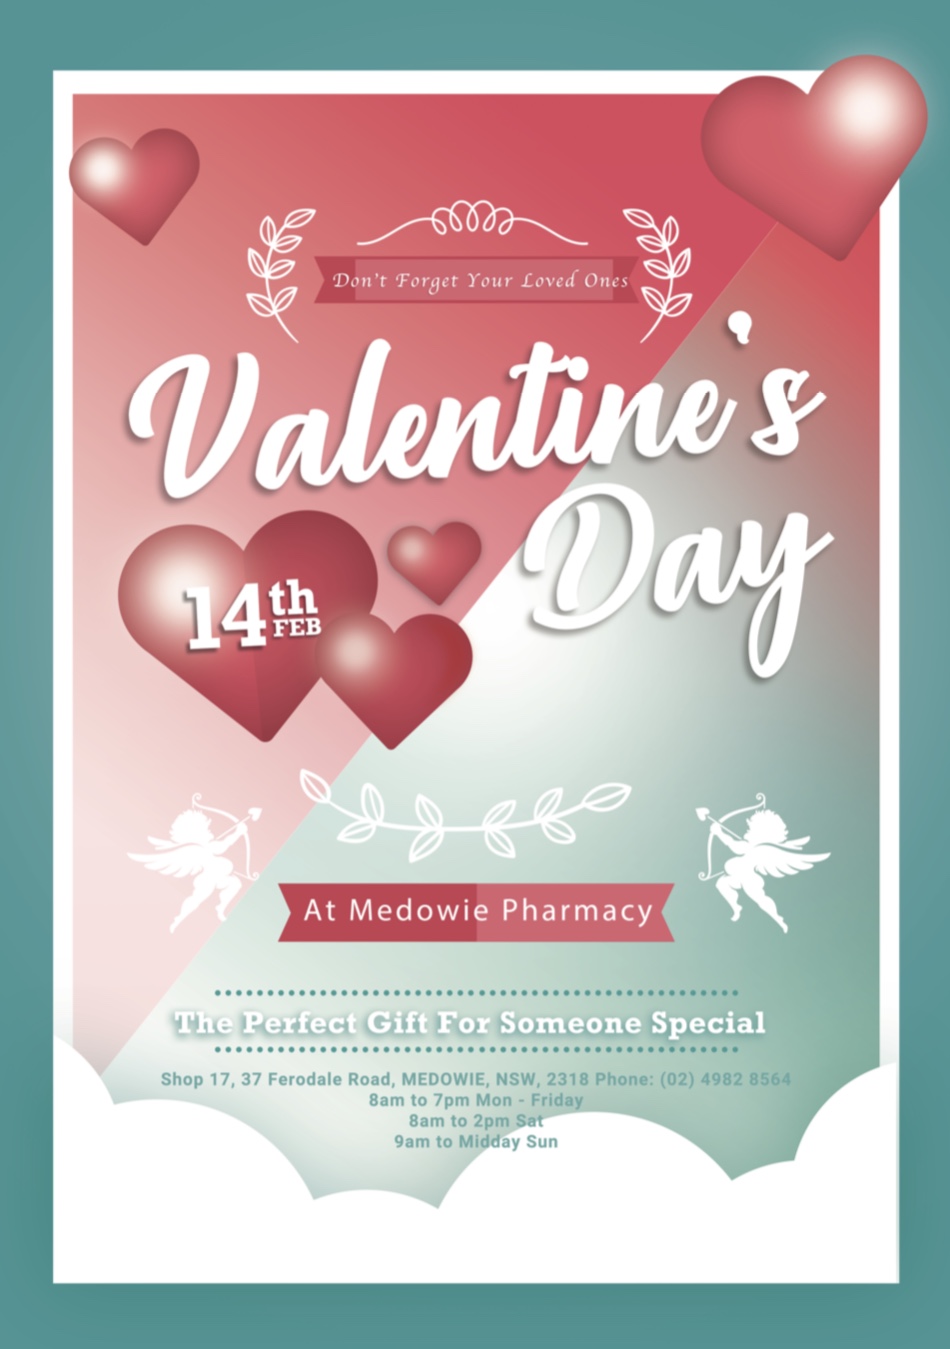 Don't Forget Your Loved Ones
Valentine's
Day
14th
FEB
At Medowie Pharmacy
The Perfect Gift For Someone Special
Shop 17, 37 Ferodale Road, MEDOWIE, NSW, 2318 Phone: (02) 4982 8564
8am to 7pm Mon - Friday
8am to 2pm Sat
9am to Midday Sun